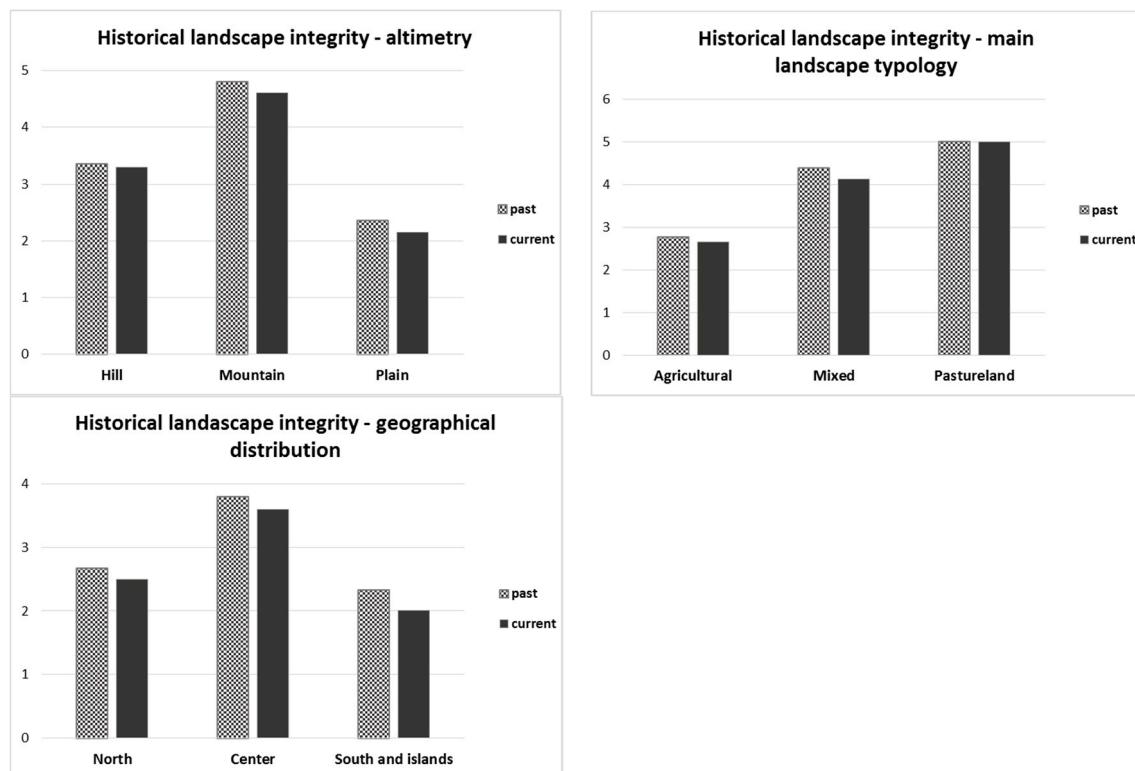 Historical landscape integrity - altimetry
5
4
3
2
1
0
Hill Mountain Plain
past
current
Historical landscape integrity - main
landscape typology
6
5
4
3
2
1
0
Agricultural Mixed Pastureland
past
current
Historical landascape integrity - geographical
distribution
4
3
2
1
0
North Center South and islands
past
current